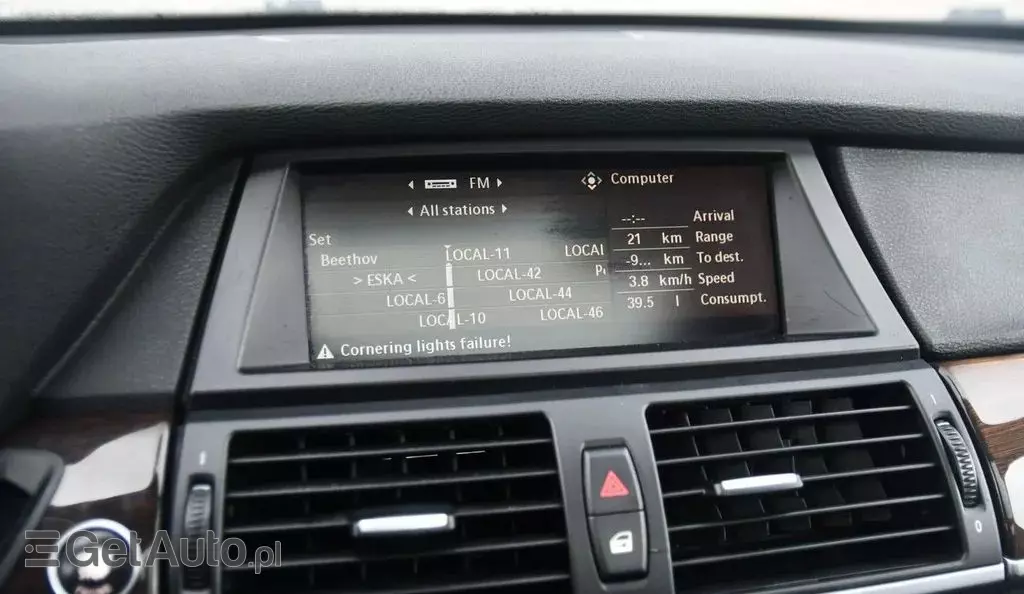 FM
All stations
Set
Beethov
LOCAL-11
LOCAL
> ESKA <
LOCAL-42
LOCAL-6
LOCAL-44
LOCAL-10
LOCAL-46
Computer
--:-- Arrival
21 km Range
-9... km To dest.
3.8 km/h Speed
39.5 l Consumpt.
Cornering lights failure!
0
GetAuto.pl